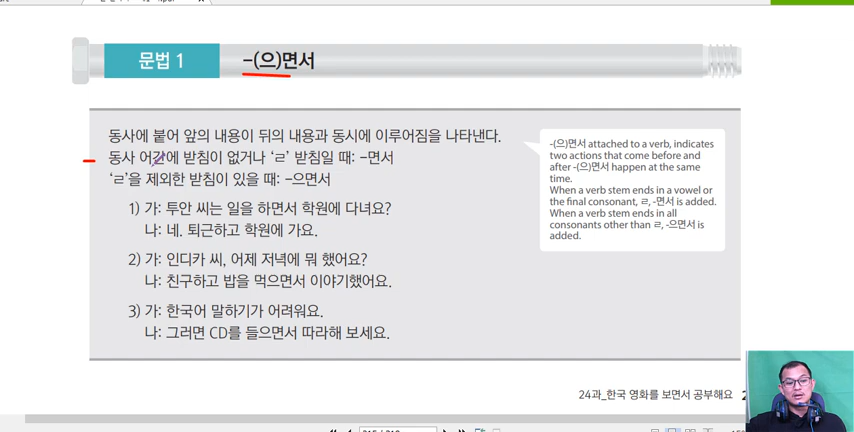 문법 1
-(으)면서
동사에 붙어 앞의 내용이 뒤의 내용과 동시에 이루어짐을 나타낸다.
동사 어간에 받침이 없거나 ‘ㄹ’ 받침일 때: -면서
‘ㄹ’을 제외한 받침이 있을 때: -으면서
1) 가: 투안 씨는 일을 하면서 학원에 다녀요?
나: 네. 퇴근하고 학원에 가요.
2) 가: 인디카 씨, 어제 저녁에 뭐 했어요?
나: 친구하고 밥을 먹으면서 이야기했어요.
3) 가: 한국어 말하기가 어려워요.
나: 그러면 CD를 들으면서 따라해 보세요.
-(으)면서 attached to a verb, indicates
two actions that come before and
after -(으)면서 happen at the same
time.
When a verb stem ends in a vowel or
the final consonant, ㄹ, -면서 is added.
When a verb stem ends in all
consonants other than ㄹ, -으면서 is
added.
24과_한국 영화를 보면서 공부해요